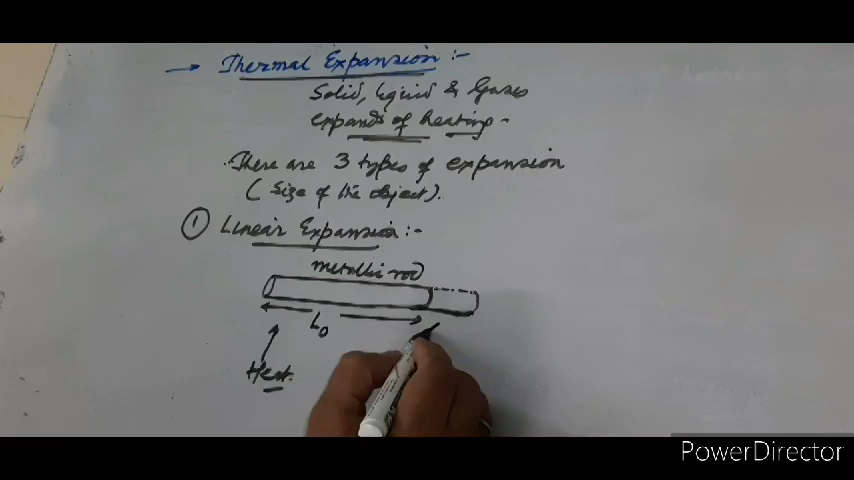 → Thermal Expansion :-
Solid, Liquid & Gases
expands of heating -
There are 3 types of expansion
( Size of the object).
① Linear Expansion :-
metallic rod
L₀
Heat.
PowerDirector